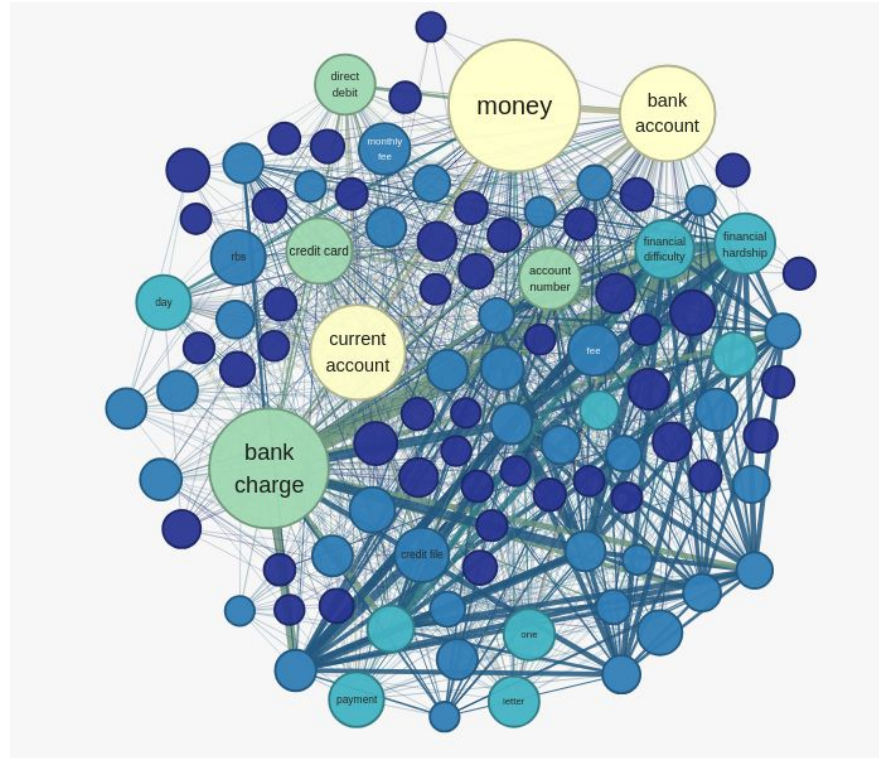 direct
debit
money
bank
account
monthly
fee
rbs
credit card
financial
difficulty
financial
hardship
account
number
day
current
account
fee
bank
charge
credit file
one
payment
letter